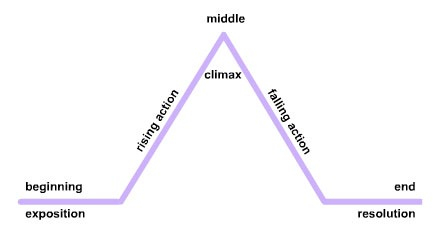 middle
climax
rising action
falling action
beginning
end
exposition
resolution